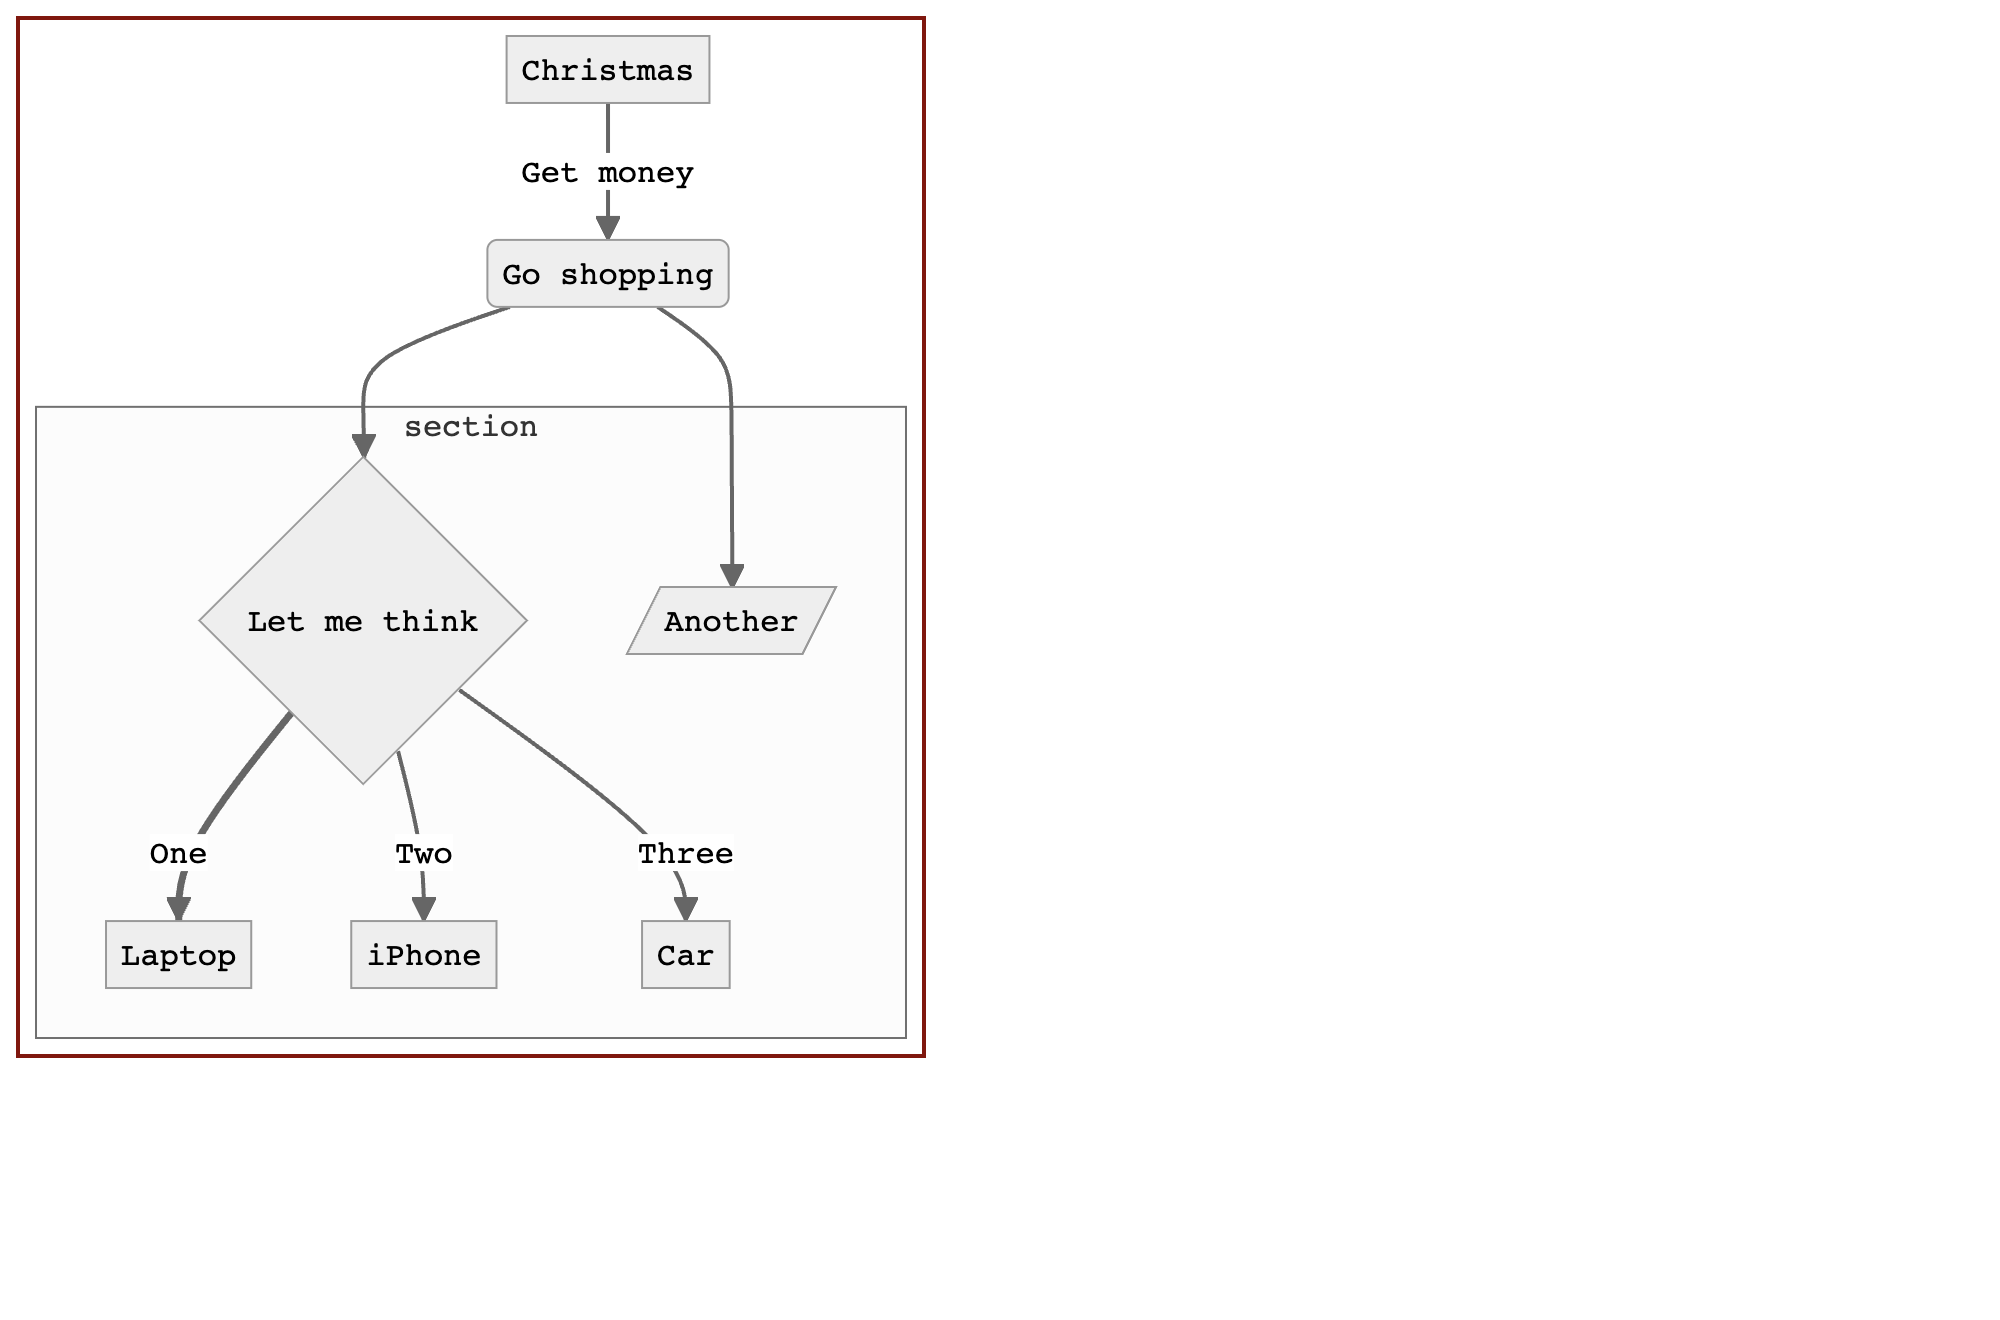 Christmas
Get money
Go shopping
section
Let me think
Another
One
Two
Three
Laptop
iPhone
Car